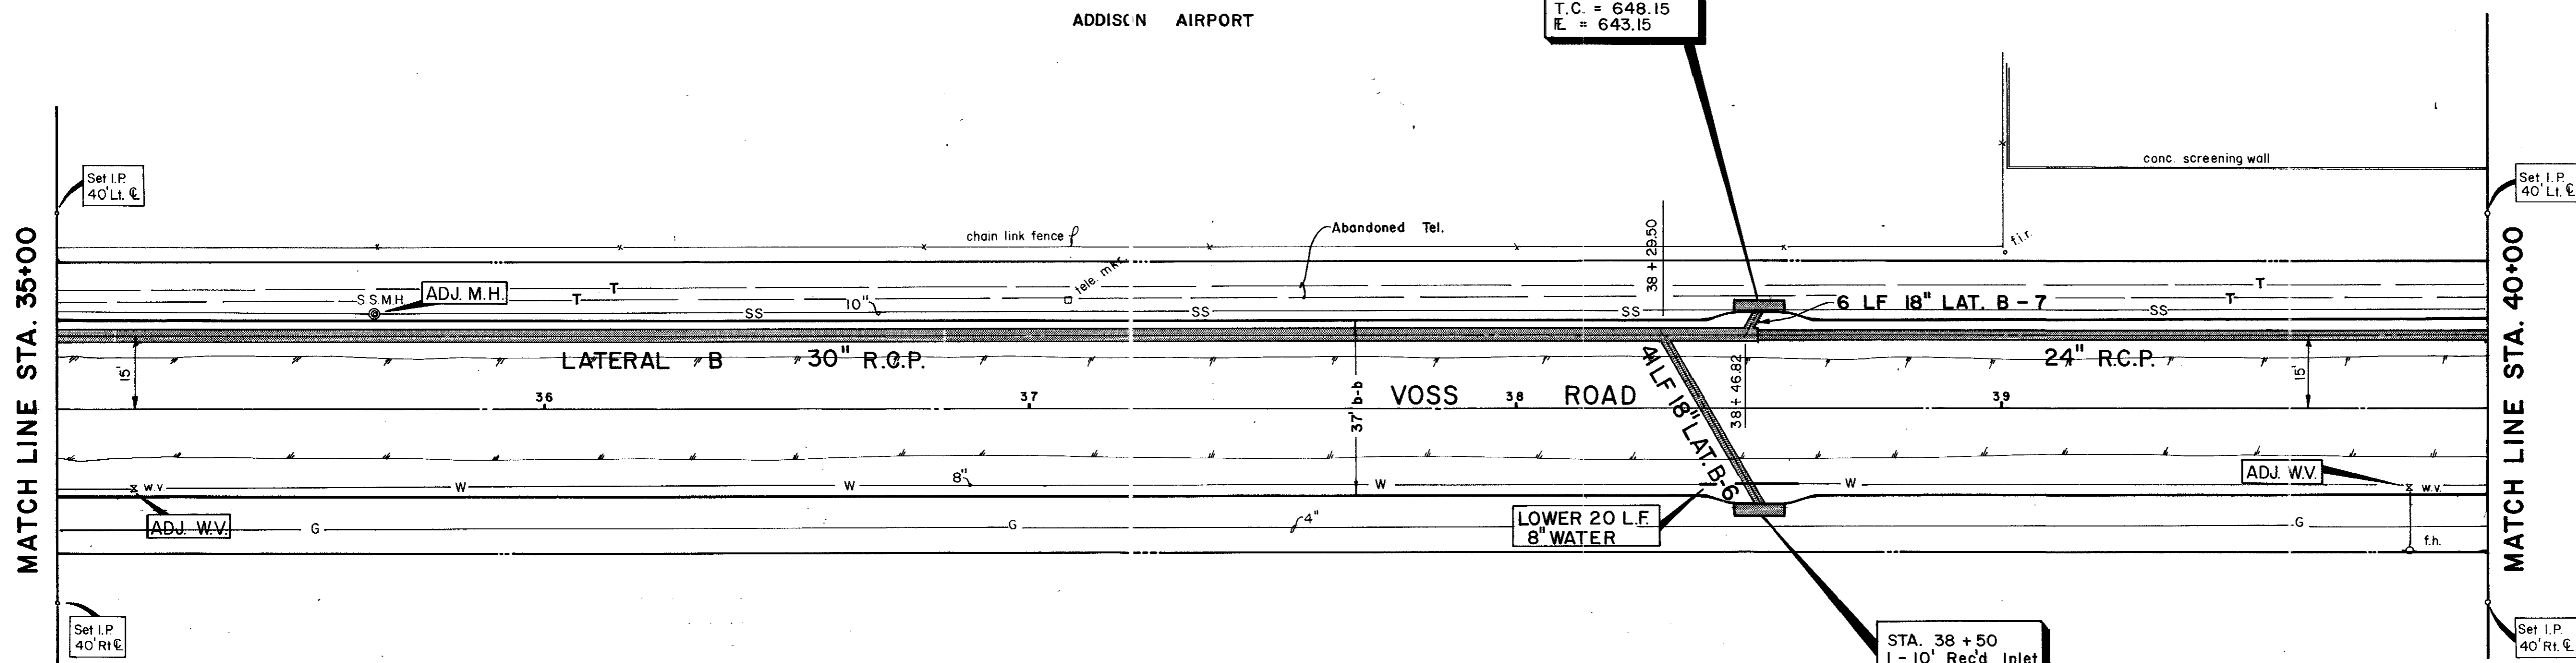 ADDISON AIRPORT
T.C. = 648.15
FL = 643.15
conc. screening wall
Set I.P.
40' Lt. ℄
Set I.P.
40' Lt. ℄
MATCH LINE STA. 35+00
MATCH LINE STA. 40+00
chain link fence
Abandoned Tel.
38 + 29.50
f.i.r.
tele mkr.
S.S.M.H.
ADJ. M.H.
T
T
T
T
10"
SS
SS
SS
SS
6 LF 18" LAT. B-7
LATERAL B 30" R.C.P.
24" R.C.P.
15'
15'
41 LF 18" LAT. B-6
38 + 46.82
37' b-b
VOSS ROAD
36
37
38
39
w.v.
W
W
8"
W
W
ADJ. W.V.
w.v.
ADJ. W.V.
LOWER 20 L.F.
8" WATER
G
G
4"
G
f.h.
Set I.P.
40' Rt ℄
Set I.P.
40' Rt. ℄
STA. 38 + 50
1 - 10' Rec'd Inlet